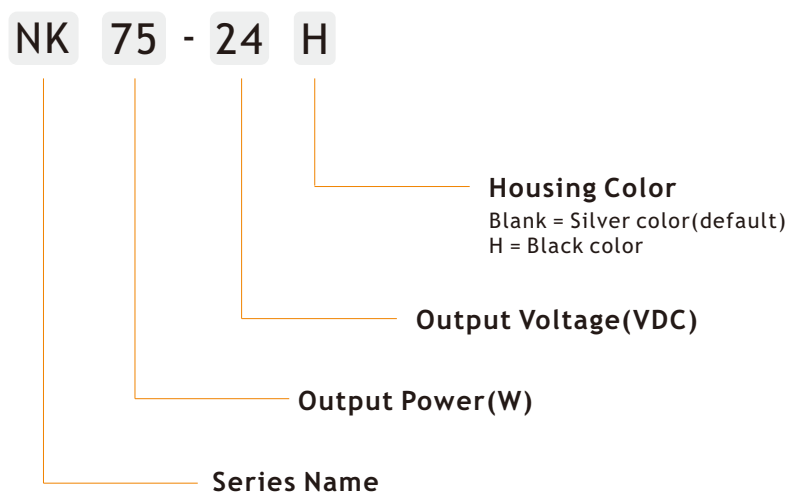 NK 75 - 24 H
Housing Color
Blank = Silver color(default)
H = Black color
Output Voltage(VDC)
Output Power(W)
Series Name